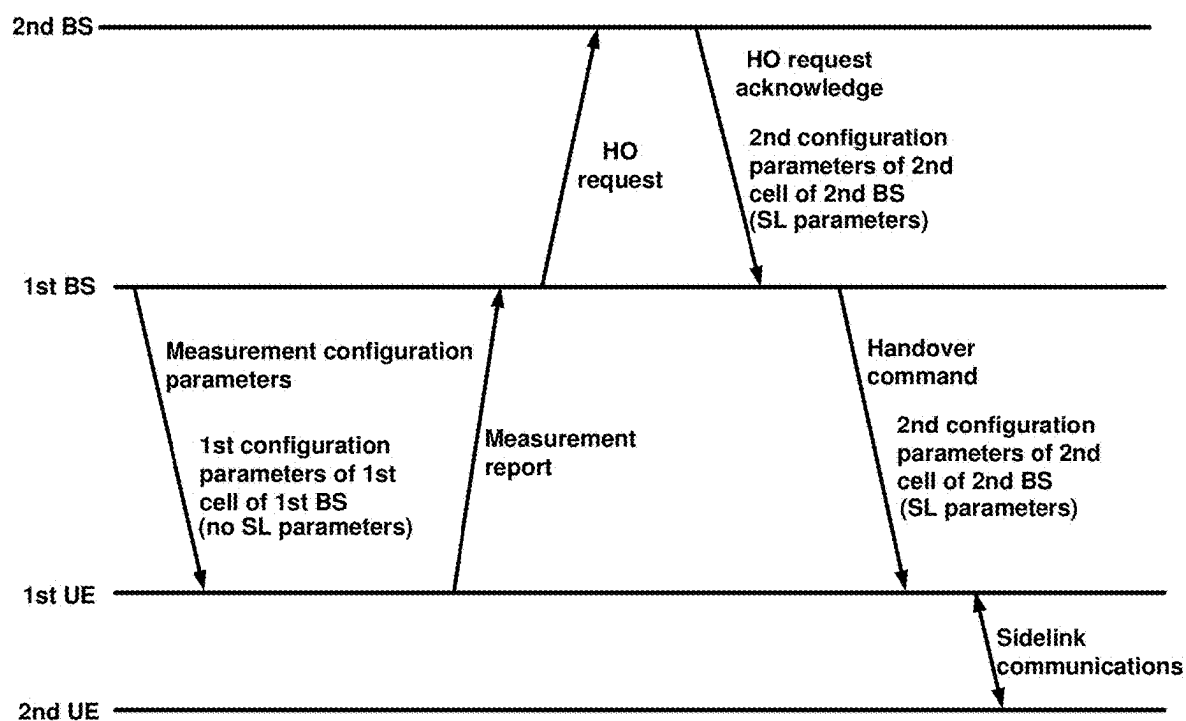 2nd BS
HO request
acknowledge
2nd configuration
parameters of 2nd
cell of 2nd BS
(SL parameters)
HO
request
1st BS
Measurement configuration
parameters
1st configuration
parameters of 1st
cell of 1st BS
(no SL parameters)
Measurement
report
Handover
command
2nd configuration
parameters of 2nd
cell of 2nd BS
(SL parameters)
1st UE
Sidelink
communications
2nd UE